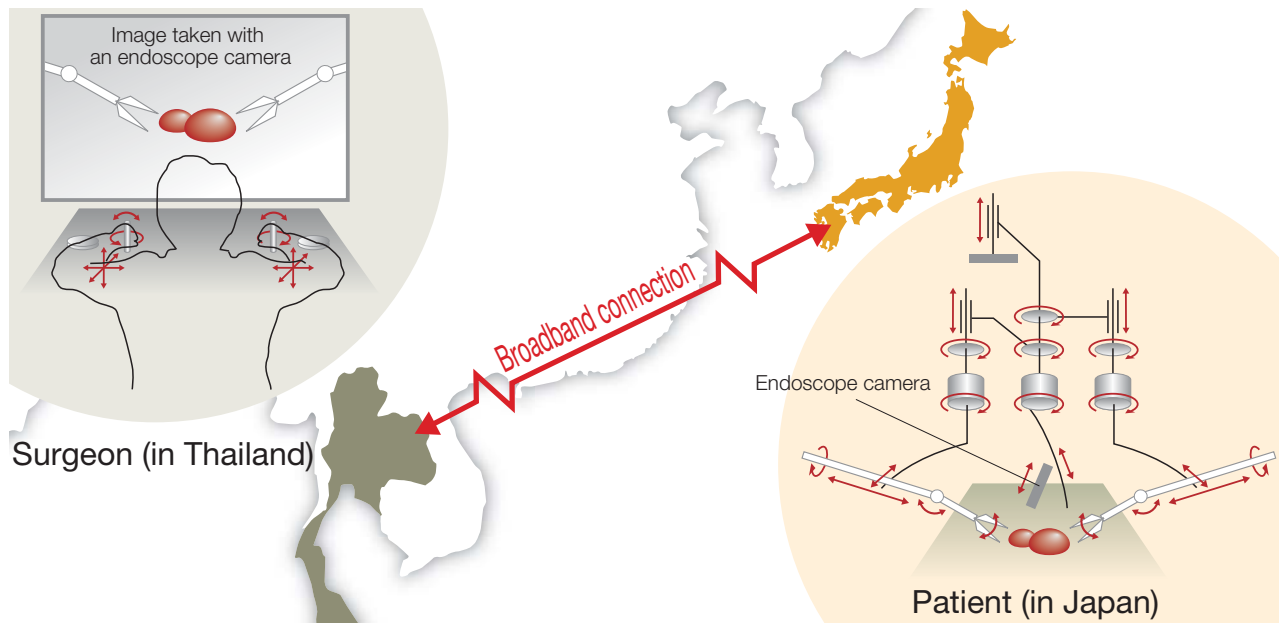 Image taken with
an endoscope camera
Broadband connection
Endoscope camera
Surgeon (in Thailand)
Patient (in Japan)